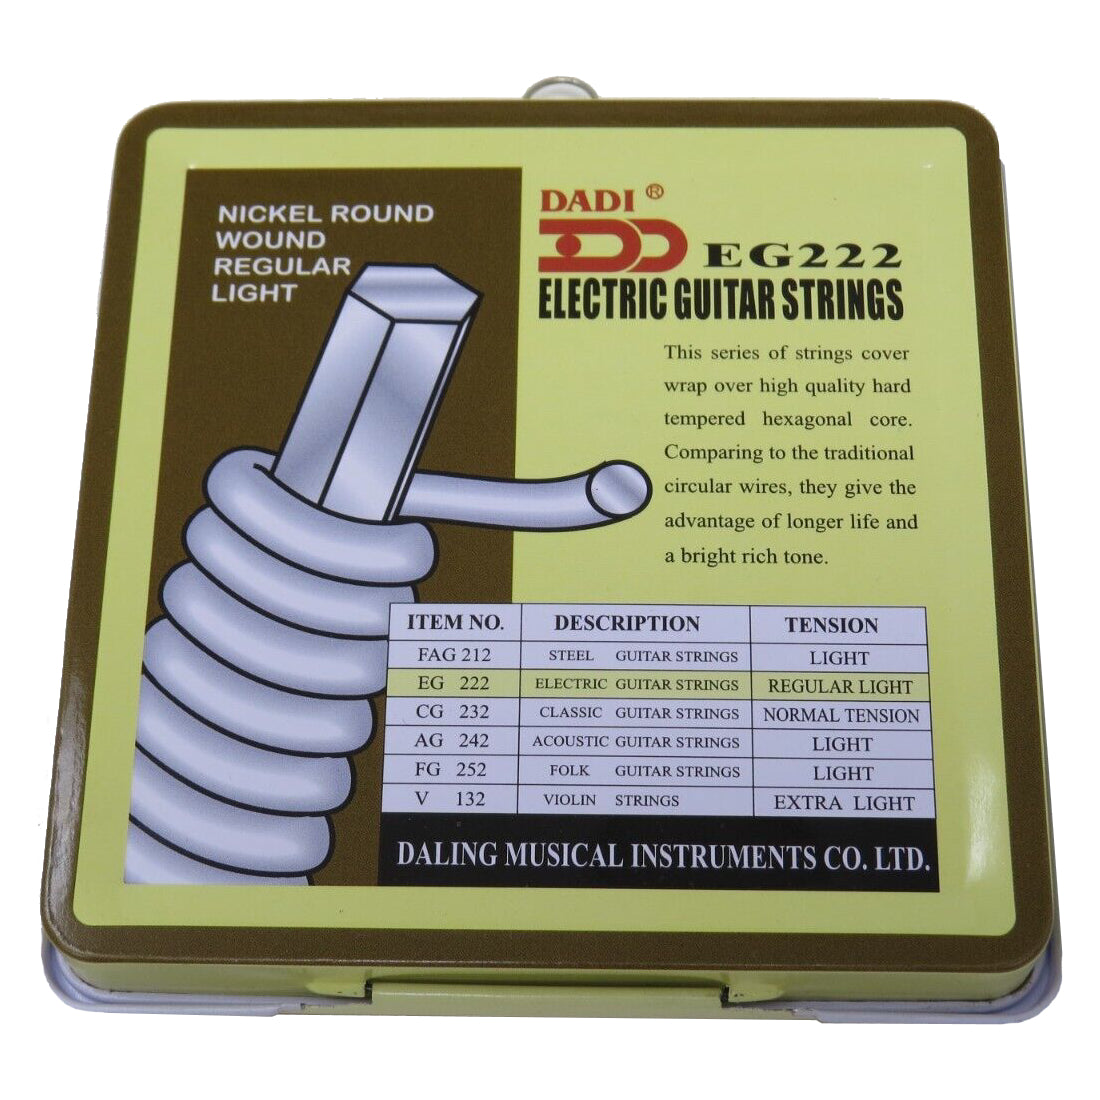 NICKEL ROUND
WOUND
REGULAR
LIGHT
DADI ®
EG222
ELECTRIC GUITAR STRINGS
This series of strings cover
wrap over high quality hard
tempered hexagonal core.
Comparing to the traditional
circular wires, they give the
advantage of longer life and
a bright rich tone.
ITEM NO. DESCRIPTION TENSION
FAG 212 STEEL GUITAR STRINGS LIGHT
EG 222 ELECTRIC GUITAR STRINGS REGULAR LIGHT
CG 232 CLASSIC GUITAR STRINGS NORMAL TENSION
AG 242 ACOUSTIC GUITAR STRINGS LIGHT
FG 252 FOLK GUITAR STRINGS LIGHT
V 132 VIOLIN STRINGS EXTRA LIGHT
DALING MUSICAL INSTRUMENTS CO. LTD.